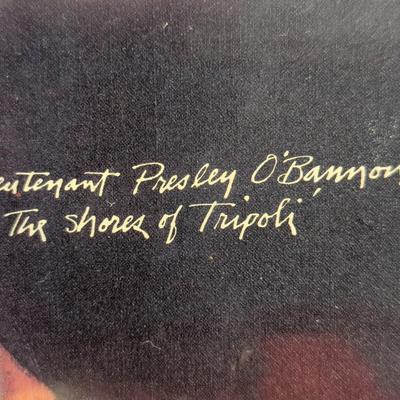 eutenant Presley O'Bannon
The Shores of Tripoli